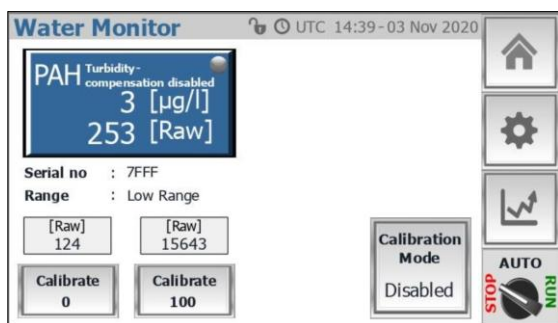 Water Monitor
UTC 14:39-03 Nov 2020
PAH Turbidity-
compensation disabled
3 [µg/l]
253 [Raw]
Serial no : 7FFF
Range : Low Range
[Raw]
124
[Raw]
15643
Calibrate
0
Calibrate
100
Calibration
Mode
Disabled
AUTO
STOP
RUN